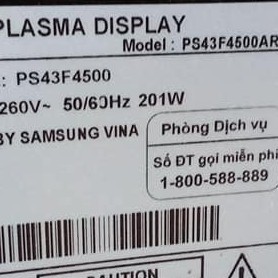 PLASMA DISPLAY
Model : PS43F4500AR
: PS43F4500
260V~ 50/60Hz 201W
BY SAMSUNG VINA
Phòng Dịch vụ
Số ĐT gọi miễn phí
1-800-588-889